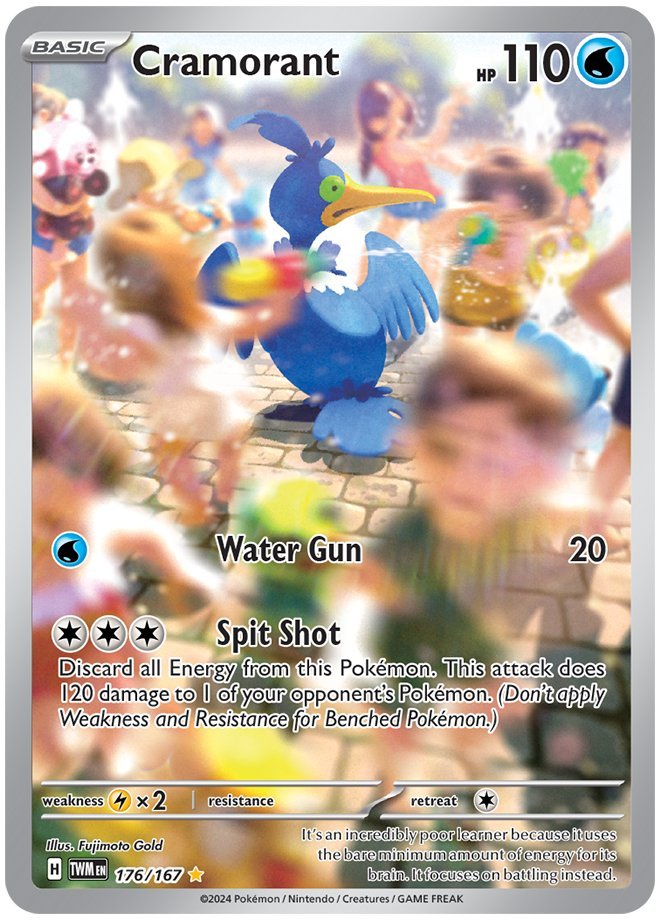 BASIC
Cramorant
HP 110
Water Gun 20
Spit Shot
Discard all Energy from this Pokémon. This attack does
120 damage to 1 of your opponent's Pokémon. (Don't apply
Weakness and Resistance for Benched Pokémon.)
weakness ×2 resistance retreat
Illus. Fujimoto Gold
H TWM EN 176/167
It's an incredibly poor learner because it uses
the bare minimum amount of energy for its
brain. It focuses on battling instead.
©2024 Pokémon / Nintendo / Creatures / GAME FREAK